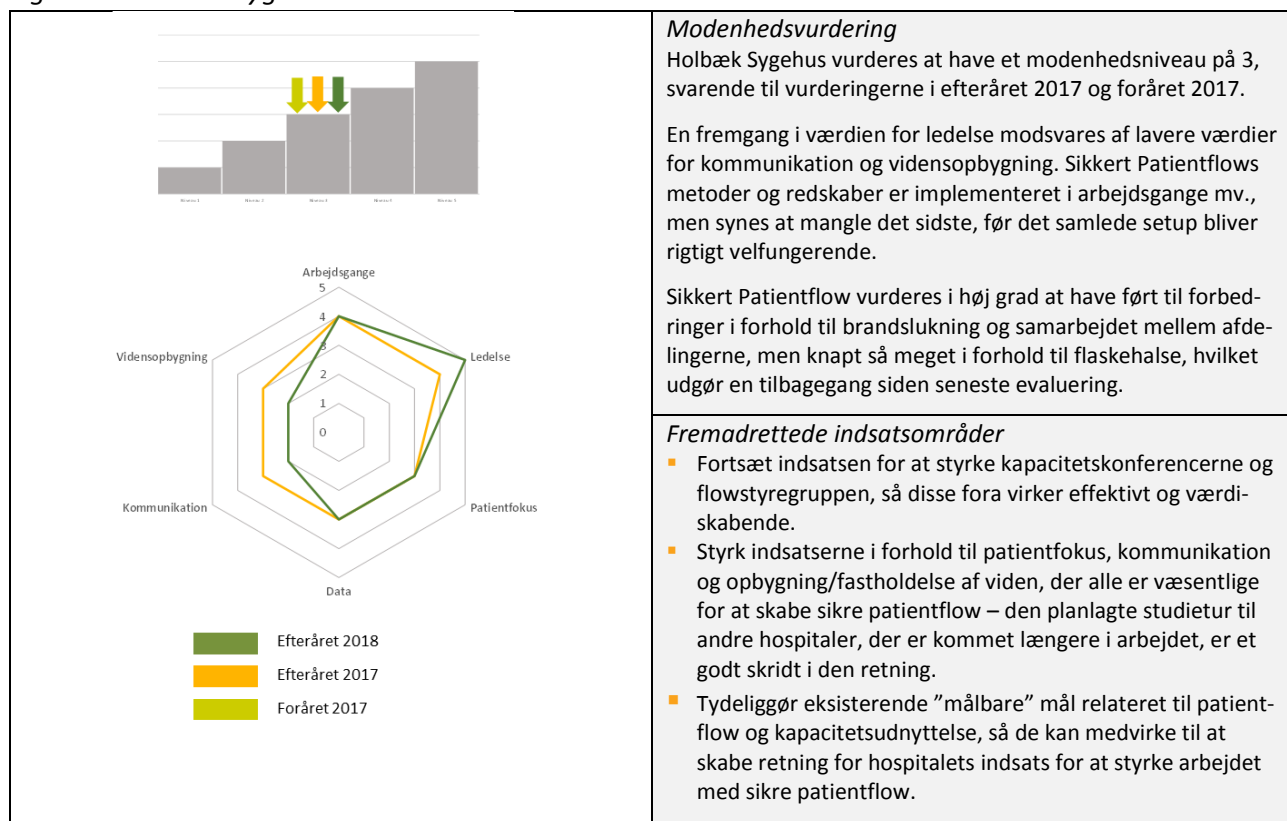 Niveau 1
Niveau 2
Niveau 3
Niveau 5
Arbejdsgange
5
4
3
2
1
0
Vidensopbygning
Ledelse
Kommunikation
Patientfokus
Data
Efteråret 2018
Efteråret 2017
Foråret 2017
Modenhedsvurdering
Holbæk Sygehus vurderes at have et modenhedsniveau på 3,
svarende til vurderingerne i efteråret 2017 og foråret 2017.
En fremgang i værdien for ledelse modsvares af lavere værdier
for kommunikation og vidensopbygning. Sikkert Patientflows
metoder og redskaber er implementeret i arbejdsgange mv.,
men synes at mangle det sidste, før det samlede setup bliver
rigtigt velfungerende.
Sikkert Patientflow vurderes i høj grad at have ført til forbed-
ringer i forhold til brandslukning og samarbejdet mellem afde-
lingerne, men knapt så meget i forhold til flaskehalse, hvilket
udgør en tilbagegang siden seneste evaluering.
Fremadrettede indsatsområder
▪ Fortsæt indsatsen for at styrke kapacitetskonferencerne og
flowstyregruppen, så disse fora virker effektivt og værdi-
skabende.
▪ Styrk indsatserne i forhold til patientfokus, kommunikation
og opbygning/fastholdelse af viden, der alle er væsentlige
for at skabe sikre patientflow – den planlagte studietur til
andre hospitaler, der er kommet længere i arbejdet, er et
godt skridt i den retning.
▪ Tydeliggør eksisterende ”målbare” mål relateret til patient-
flow og kapacitetsudnyttelse, så de kan medvirke til at
skabe retning for hospitalets indsats for at styrke arbejdet
med sikre patientflow.